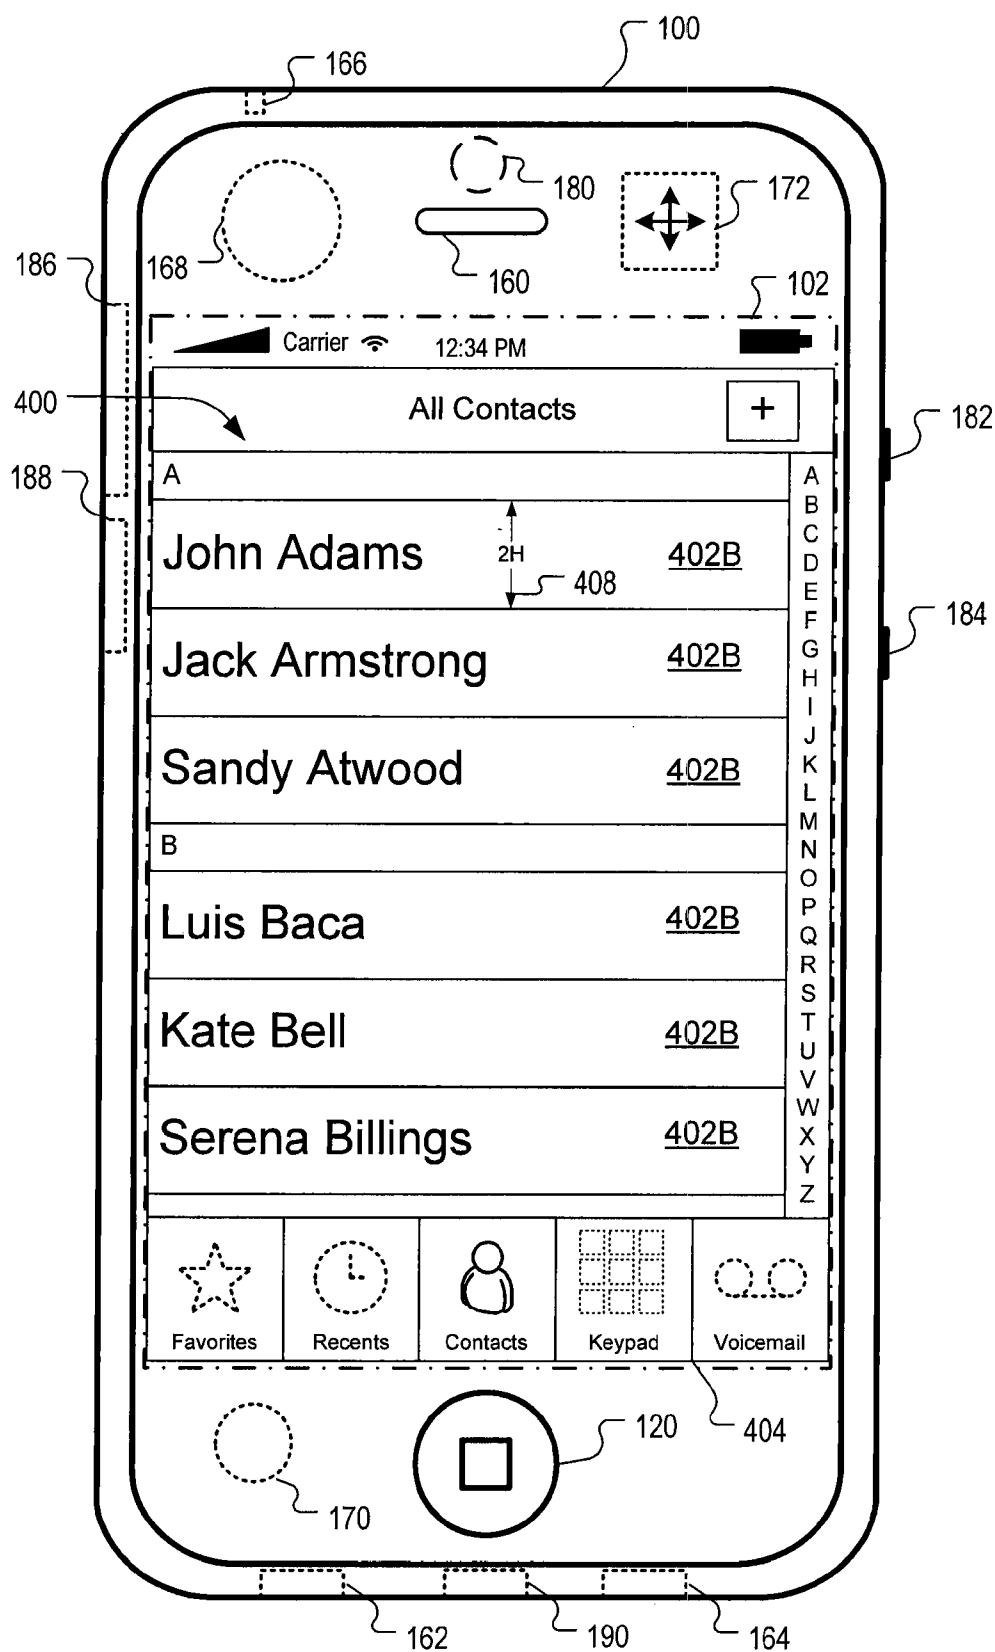 100
166
180
172
168
160
186
102
Carrier
12:34 PM
400
All Contacts
+
182
188
A
John Adams
2H
402B
408
184
Jack Armstrong
402B
Sandy Atwood
402B
B
Luis Baca
402B
Kate Bell
402B
Serena Billings
402B
A
B
C
D
E
F
G
H
I
J
K
L
M
N
O
P
Q
R
S
T
U
V
W
X
Y
Z
Favorites
Recents
Contacts
Keypad
Voicemail
120
404
170
162
190
164